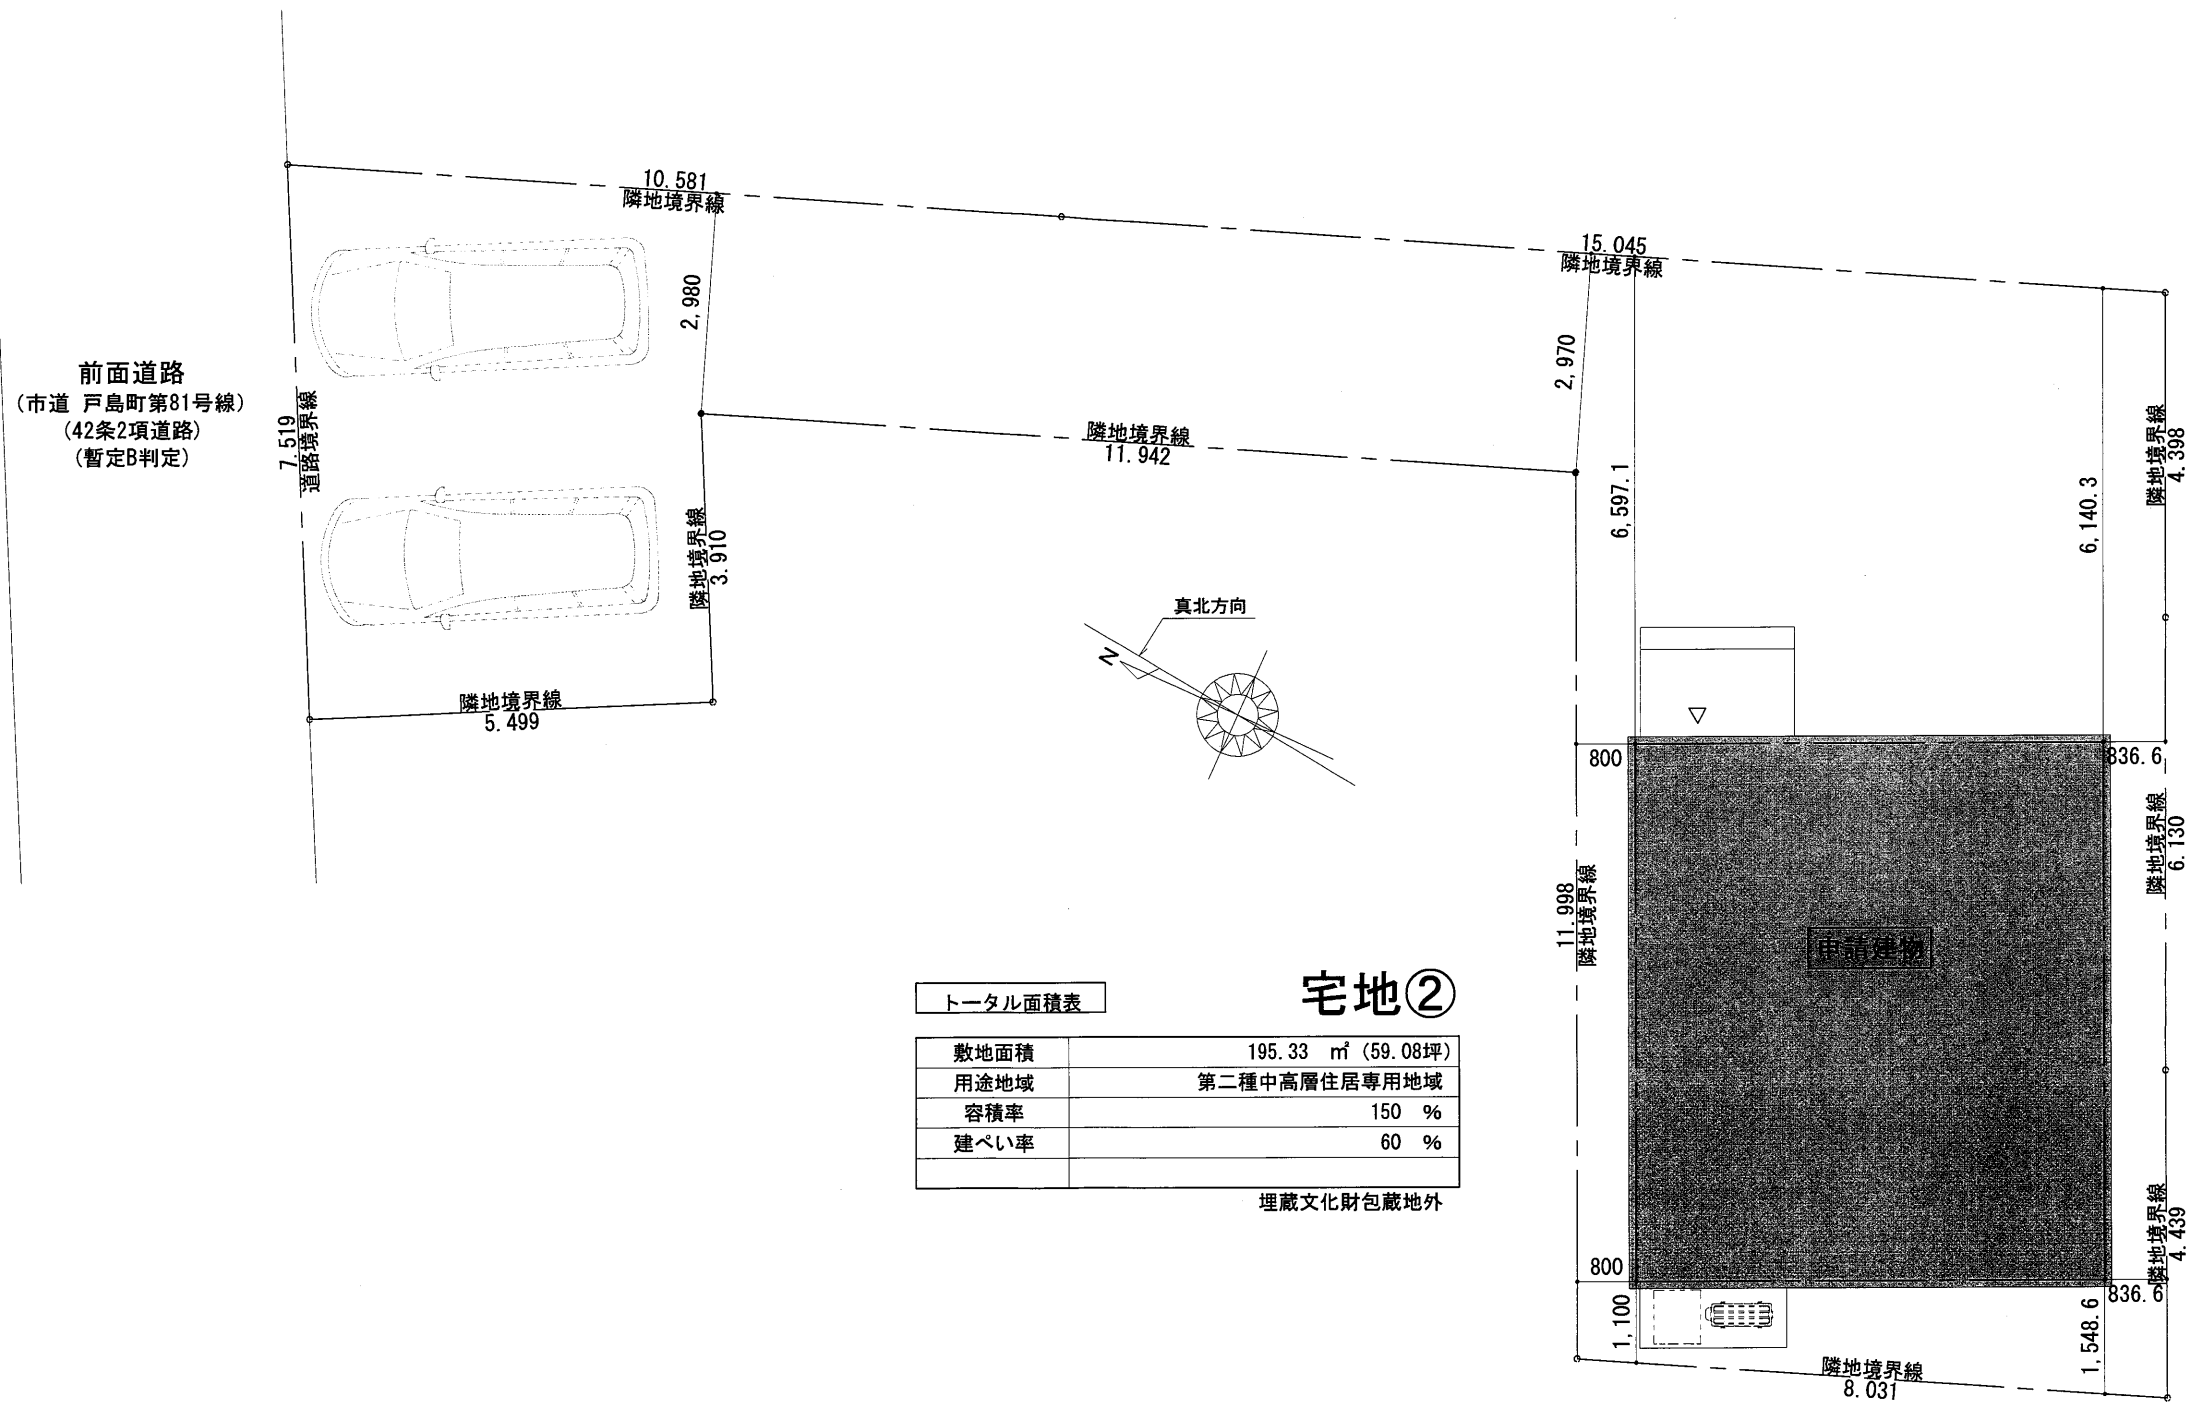 10.581
隣地境界線
15.045
隣地境界線
2,980
2,970
前面道路
(市道 戸島町第81号線)
(42条2項道路)
(暫定B判定)
7.519
道路境界線
隣地境界線
11.942
6,597.1
6,140.3
隣地境界線
4.398
隣地境界線
3.910
真北方向
N
隣地境界線
5.499
800
836.6
隣地境界線
6.130
11.998
隣地境界線
申請建物
宅地②
トータル面積表
敷地面積 195.33 ㎡ (59.08坪)
用途地域 第二種中高層住居専用地域
容積率 150 %
建ぺい率 60 %
埋蔵文化財包蔵地外
隣地境界線
4.439
800
836.6
1,100
1,548.6
隣地境界線
8.031